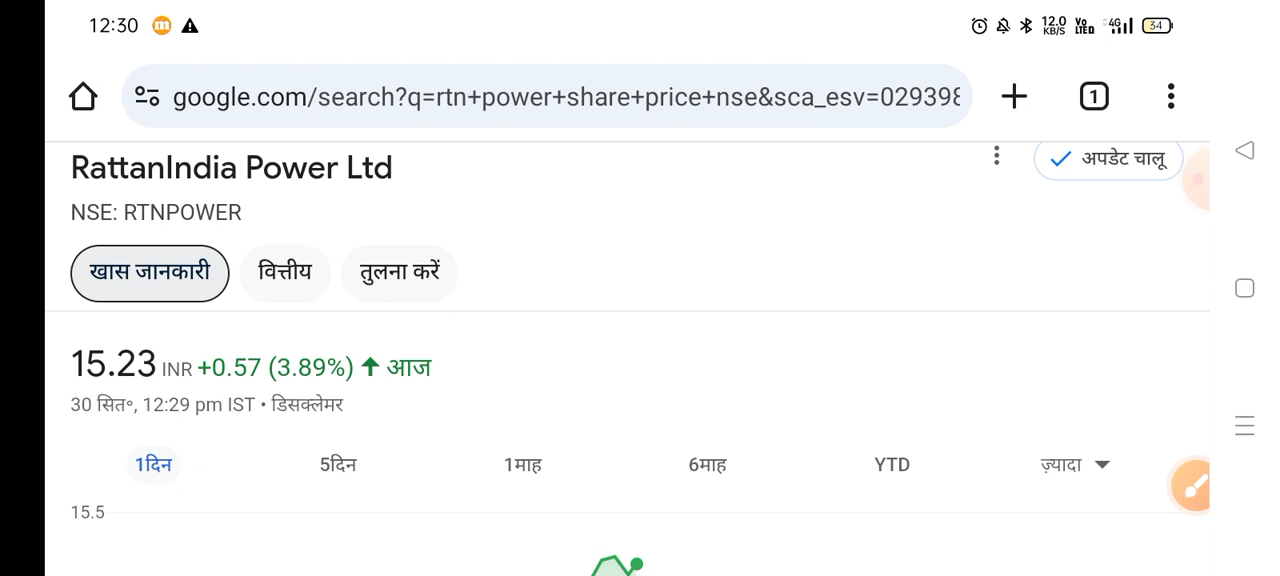 12:30 m 12.0 KB/S Vo LTED 4G 34
google.com/search?q=rtn+power+share+price+nse&sca_esv=029398 1
RattanIndia Power Ltd
अपडेट चालू
NSE: RTNPOWER
खास जानकारी वित्तीय तुलना करें
15.23 INR +0.57 (3.89%) ↑ आज
30 सित॰, 12:29 pm IST • डिसक्लेमर
1दिन 5दिन 1माह 6माह YTD ज़्यादा
15.5